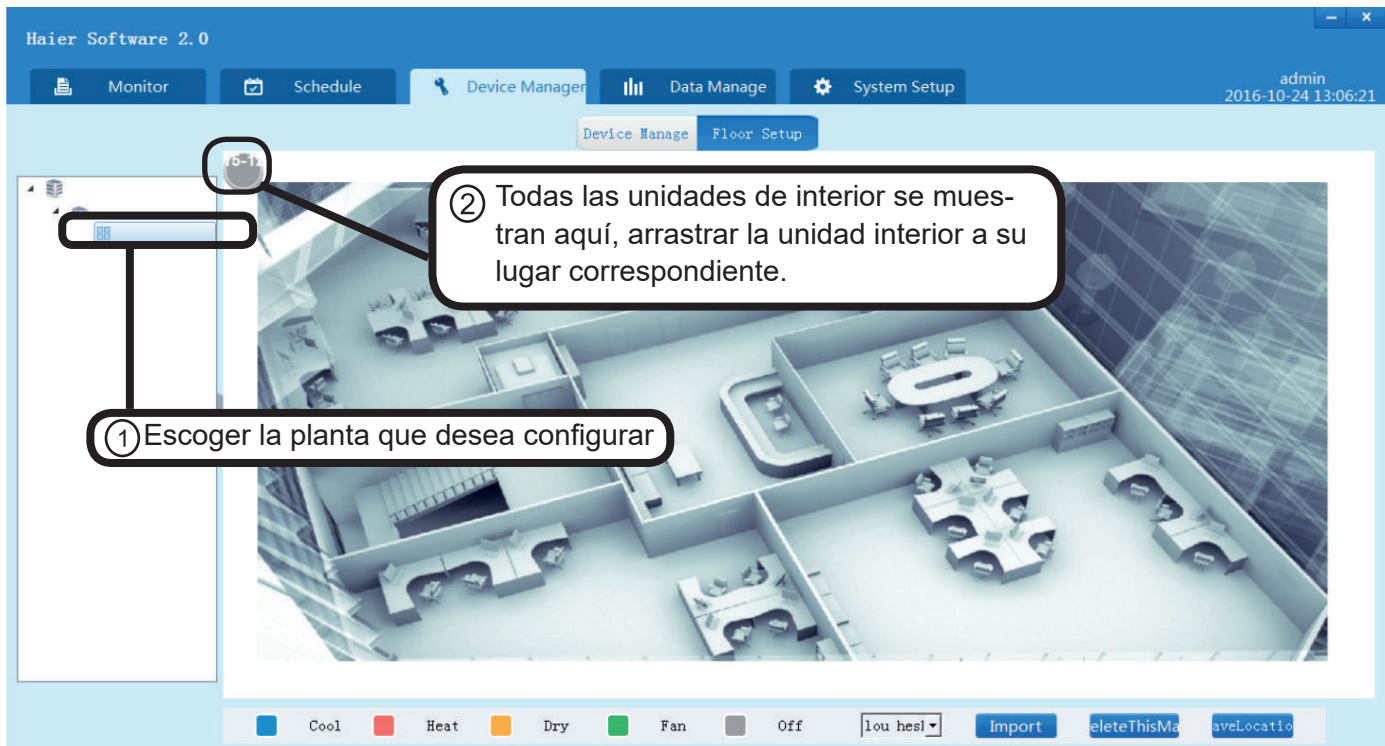 Haier Software 2.0
Monitor
Schedule
Device Manager
Data Manage
System Setup
admin
2016-10-24 13:06:21
Device Manage
Floor Setup
15-12
② Todas las unidades de interior se mues-
tran aquí, arrastrar la unidad interior a su
lugar correspondiente.
① Escoger la planta que desea configurar
Cool
Heat
Dry
Fan
Off
lou hesl
Import
eleteThisMa
aveLocatio